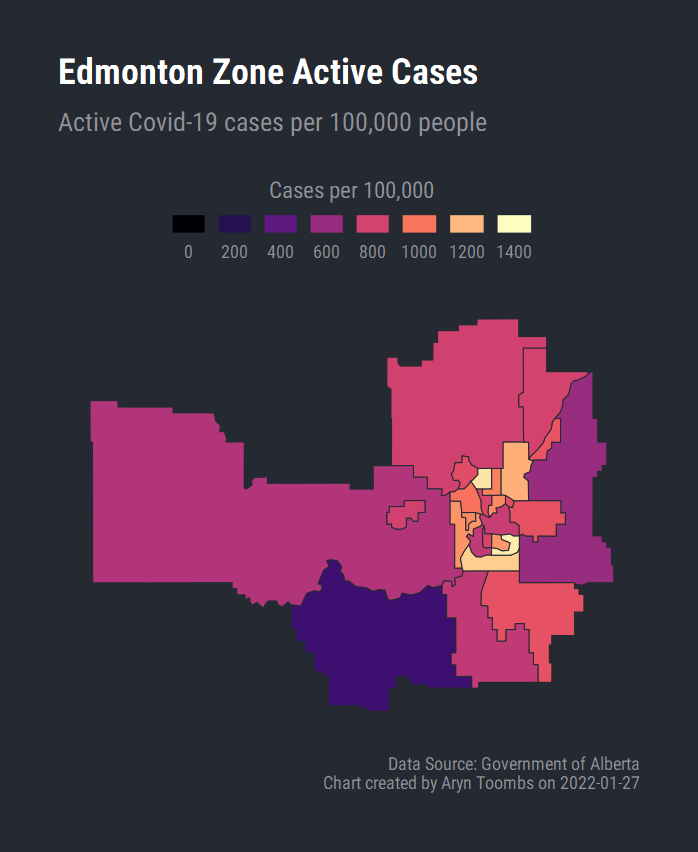 Edmonton Zone Active Cases
Active Covid-19 cases per 100,000 people
Cases per 100,000
0 200 400 600 800 1000 1200 1400
Data Source: Government of Alberta
Chart created by Aryn Toombs on 2022-01-27